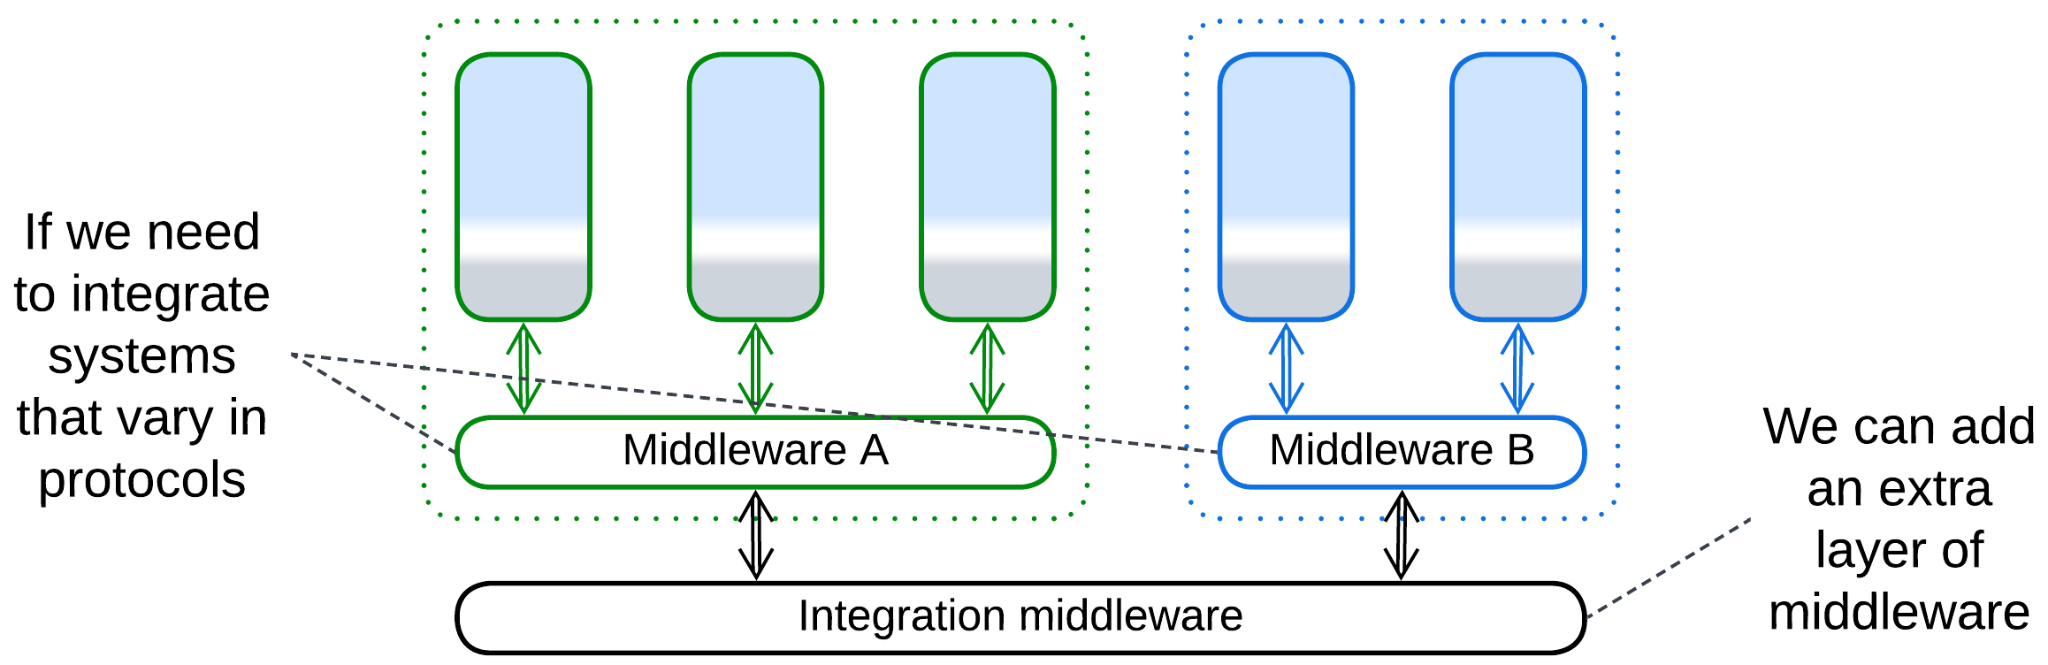 If we need
to integrate
systems
that vary in
protocols
Middleware A
Middleware B
Integration middleware
We can add
an extra
layer of
middleware